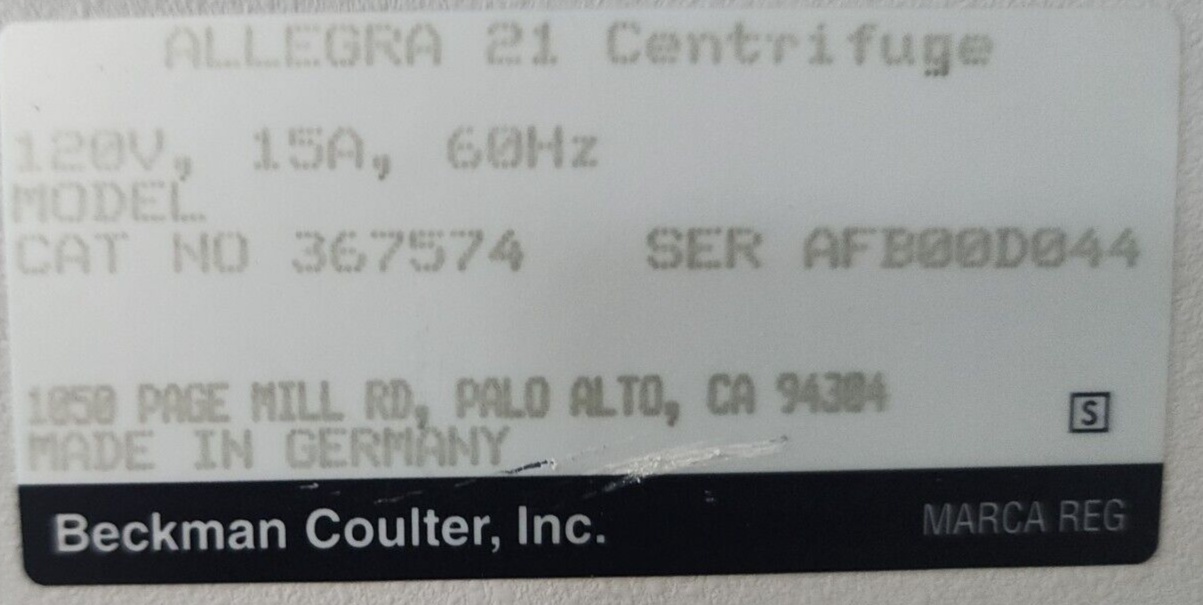 ALLEGRA 21 Centrifuge
120V, 15A, 60Hz
MODEL
CAT NO 367574 SER AFB00D044
1050 PAGE MILL RD, PALO ALTO, CA 94304
S
MADE IN GERMANY
Beckman Coulter, Inc. MARCA REG